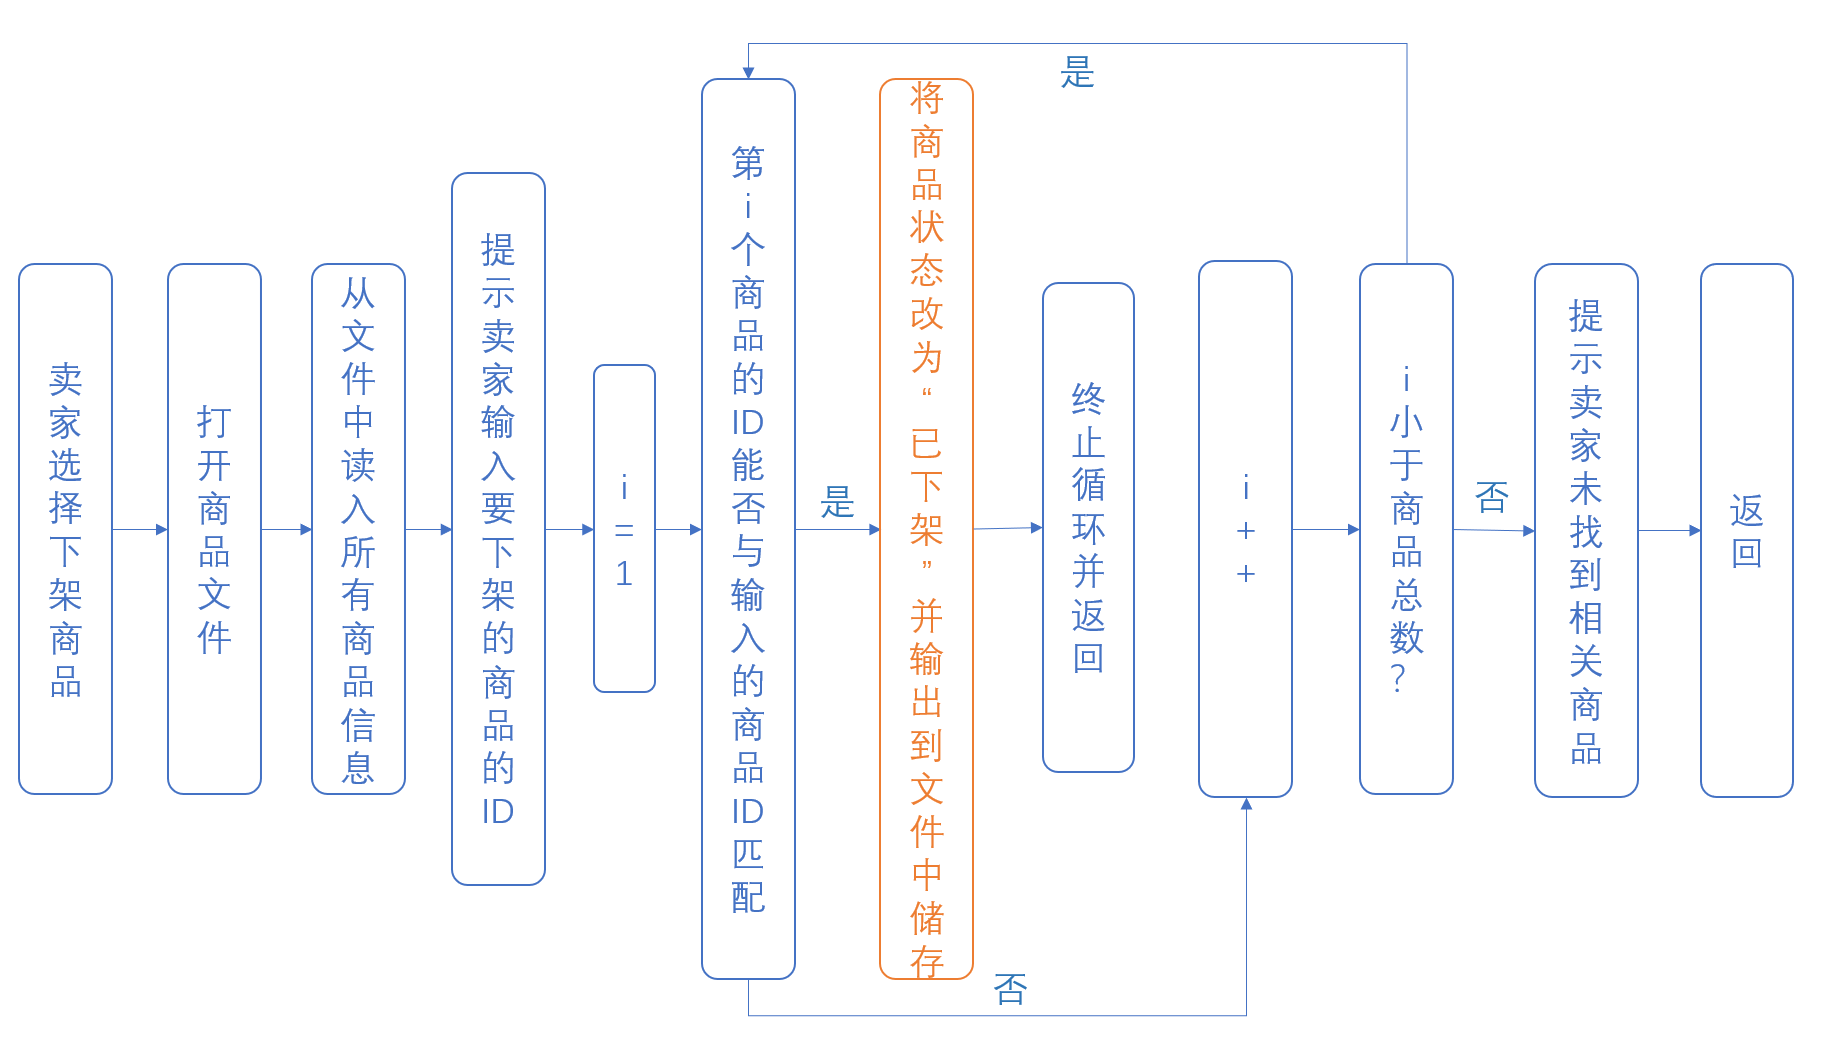 卖家选择下架商品
打开商品文件
从文件中读入所有商品信息
提示卖家输入要下架的商品的ID
i=1
第i个商品的ID能否与输入的商品ID匹配
是
将商品状态改为“已下架”并输出到文件中储存
终止循环并返回
否
i++
i小于商品总数?
是
否
提示卖家未找到相关商品
返回